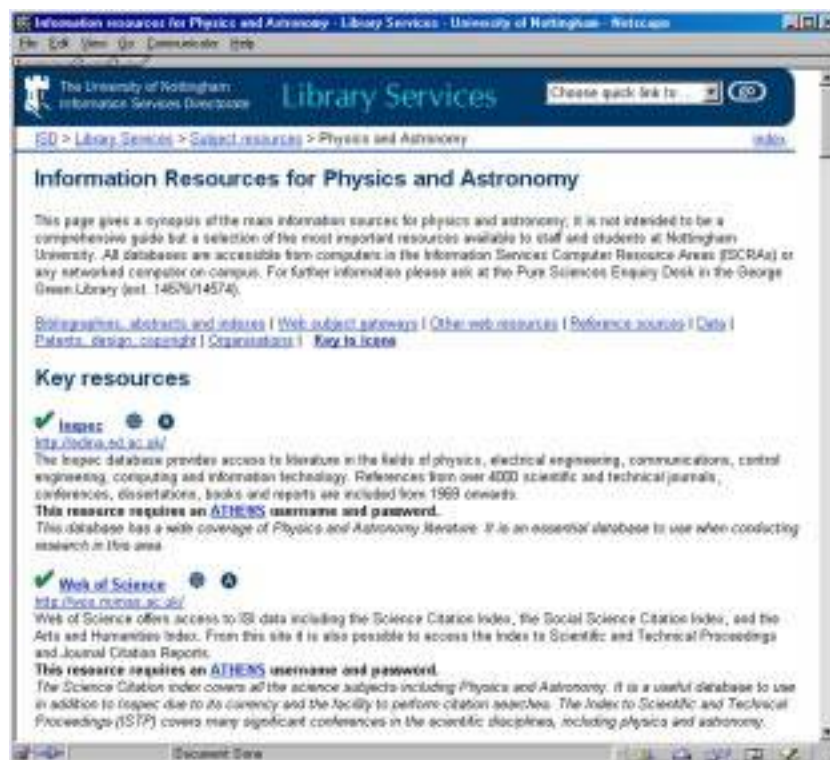 Information resources for Physics and Astronomy - Library Services - University of Nottingham - Netscape
File Edit View Go Communicator Help
The University of Nottingham
Information Services Directorate
Library Services
Choose quick link to...
GO
ISD > Library Services > Subject resources > Physics and Astronomy
index
Information Resources for Physics and Astronomy
This page gives a synopsis of the main information sources for physics and astronomy; it is not intended to be a
comprehensive guide but a selection of the most important resources available to staff and students at Nottingham
University. All databases are accessible from computers in the Information Services Computer Resource Areas (ISCRAs) or
any networked computer on campus. For further information please ask at the Pure Sciences Enquiry Desk in the George
Green Library (ext. 14576/14574).
Bibliographies, abstracts and indexes | Web subject gateways | Other web resources | Reference sources | Data |
Patents, design, copyright | Organisations | Key to icons
Key resources
Inspec
http://edina.ed.ac.uk/
The Inspec database provides access to literature in the fields of physics, electrical engineering, communications, control
engineering, computing and information technology. References from over 4000 scientific and technical journals,
conferences, dissertations, books and reports are included from 1969 onwards.
This resource requires an ATHENS username and password.
This database has a wide coverage of Physics and Astronomy literature. It is an essential database to use when conducting
research in this area.
Web of Science
http://wos.mimas.ac.uk/
Web of Science offers access to ISI data including the Science Citation Index, the Social Science Citation Index, and the
Arts and Humanities Index. From this site it is also possible to access the Index to Scientific and Technical Proceedings
and Journal Citation Reports.
This resource requires an ATHENS username and password.
The Science Citation index covers all the science subjects including Physics and Astronomy. It is a useful database to use
in addition to Inspec due to its currency and the facility to perform citation searches. The Index to Scientific and Technical
Proceedings (ISTP) covers many significant conferences in the scientific disciplines, including physics and astronomy.
Document: Done